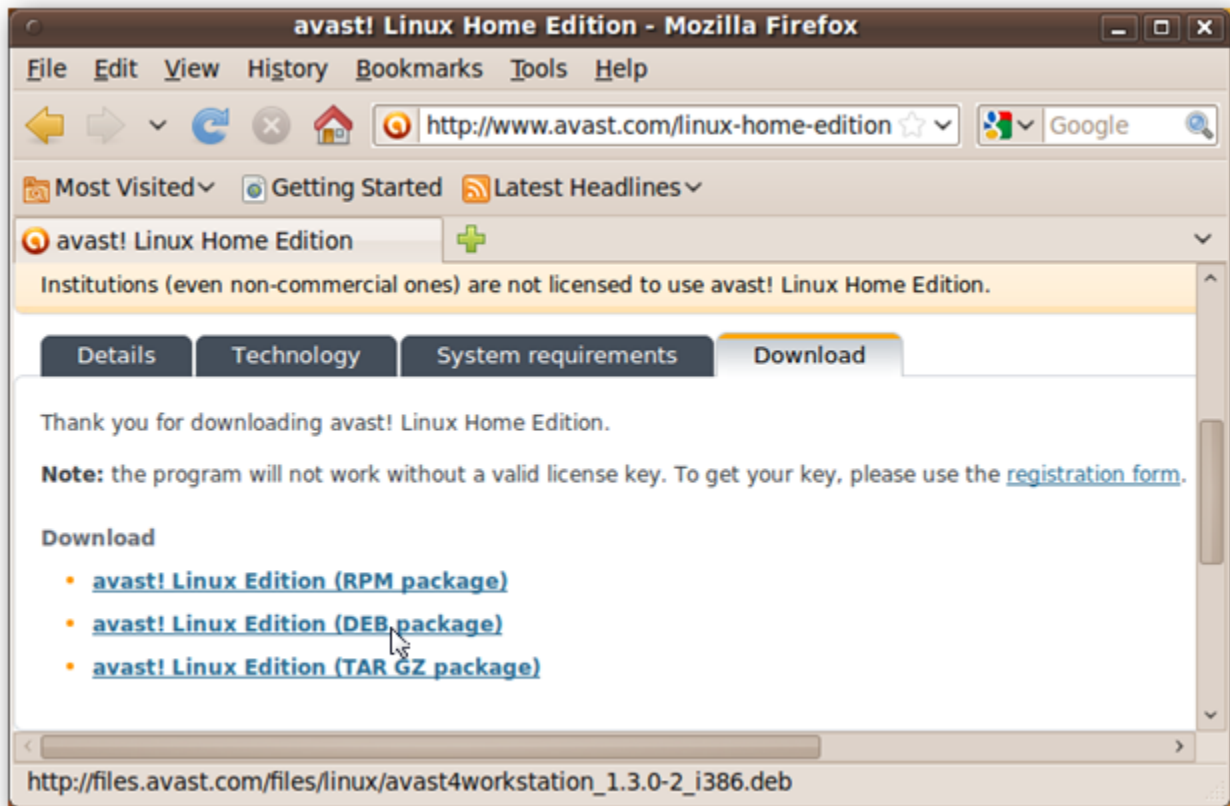 avast! Linux Home Edition - Mozilla Firefox
File Edit View History Bookmarks Tools Help
http://www.avast.com/linux-home-edition Google
Most Visited Getting Started Latest Headlines
avast! Linux Home Edition
Institutions (even non-commercial ones) are not licensed to use avast! Linux Home Edition.
Details Technology System requirements Download
Thank you for downloading avast! Linux Home Edition.
Note: the program will not work without a valid license key. To get your key, please use the registration form.
Download
• avast! Linux Edition (RPM package)
• avast! Linux Edition (DEB package)
• avast! Linux Edition (TAR GZ package)
http://files.avast.com/files/linux/avast4workstation_1.3.0-2_i386.deb